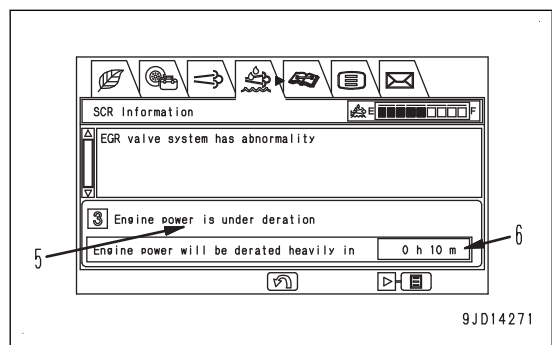 SCR Information
E F
EGR valve system has abnormality
3 Engine power is under deration
Engine power will be derated heavily in 0 h 10 m
5
6
9JD14271